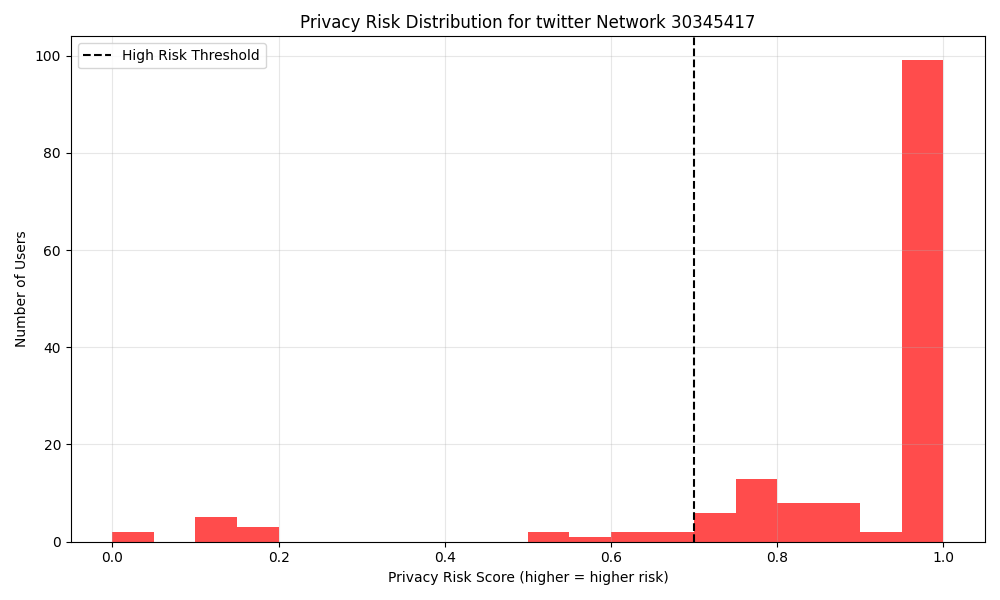 Privacy Risk Distribution for twitter Network 30345417
High Risk Threshold
100
80
60
40
20
0
Number of Users
0.0 0.2 0.4 0.6 0.8 1.0
Privacy Risk Score (higher = higher risk)